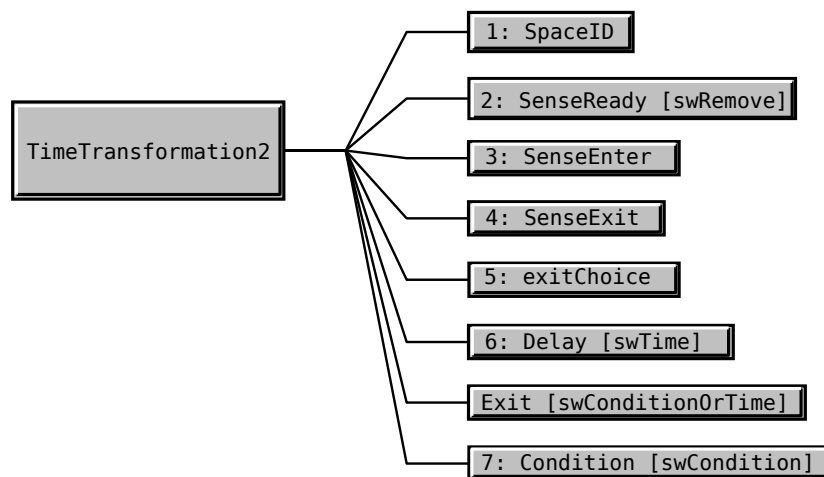 1: SpaceID
2: SenseReady [swRemove]
TimeTransformation2
3: SenseEnter
4: SenseExit
5: exitChoice
6: Delay [swTime]
Exit [swConditionOrTime]
7: Condition [swCondition]